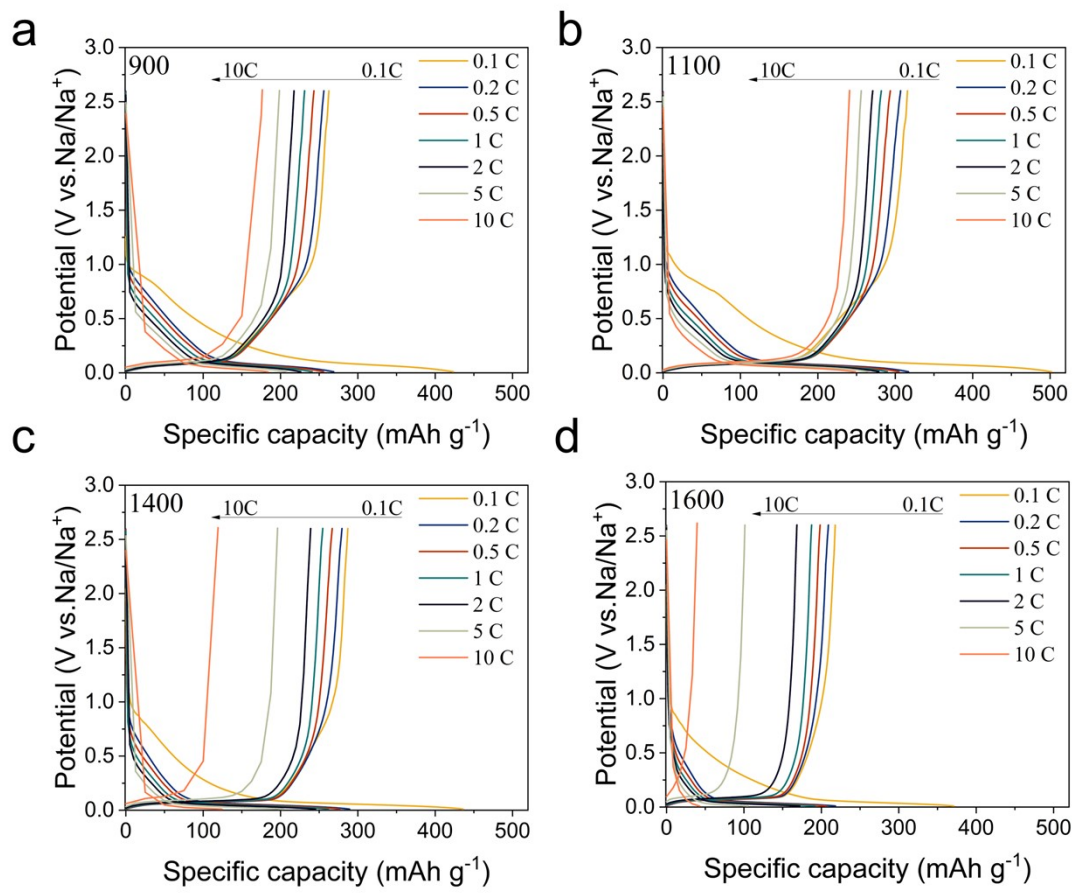 a
3.0
2.5
2.0
1.5
1.0
0.5
0.0
Potential (V vs.Na/Na⁺)
900
10C
0.1C
0.1 C
0.2 C
0.5 C
1 C
2 C
5 C
10 C
0 100 200 300 400 500
Specific capacity (mAh g⁻¹)
b
3.0
2.5
2.0
1.5
1.0
0.5
0.0
Potential (V vs.Na/Na⁺)
1100
10C
0.1C
0.1 C
0.2 C
0.5 C
1 C
2 C
5 C
10 C
0 100 200 300 400 500
Specific capacity (mAh g⁻¹)
c
3.0
2.5
2.0
1.5
1.0
0.5
0.0
Potential (V vs.Na/Na⁺)
1400
10C
0.1C
0.1 C
0.2 C
0.5 C
1 C
2 C
5 C
10 C
0 100 200 300 400 500
Specific capacity (mAh g⁻¹)
d
3.0
2.5
2.0
1.5
1.0
0.5
0.0
Potential (V vs.Na/Na⁺)
1600
10C
0.1C
0.1 C
0.2 C
0.5 C
1 C
2 C
5 C
10 C
0 100 200 300 400 500
Specific capacity (mAh g⁻¹)